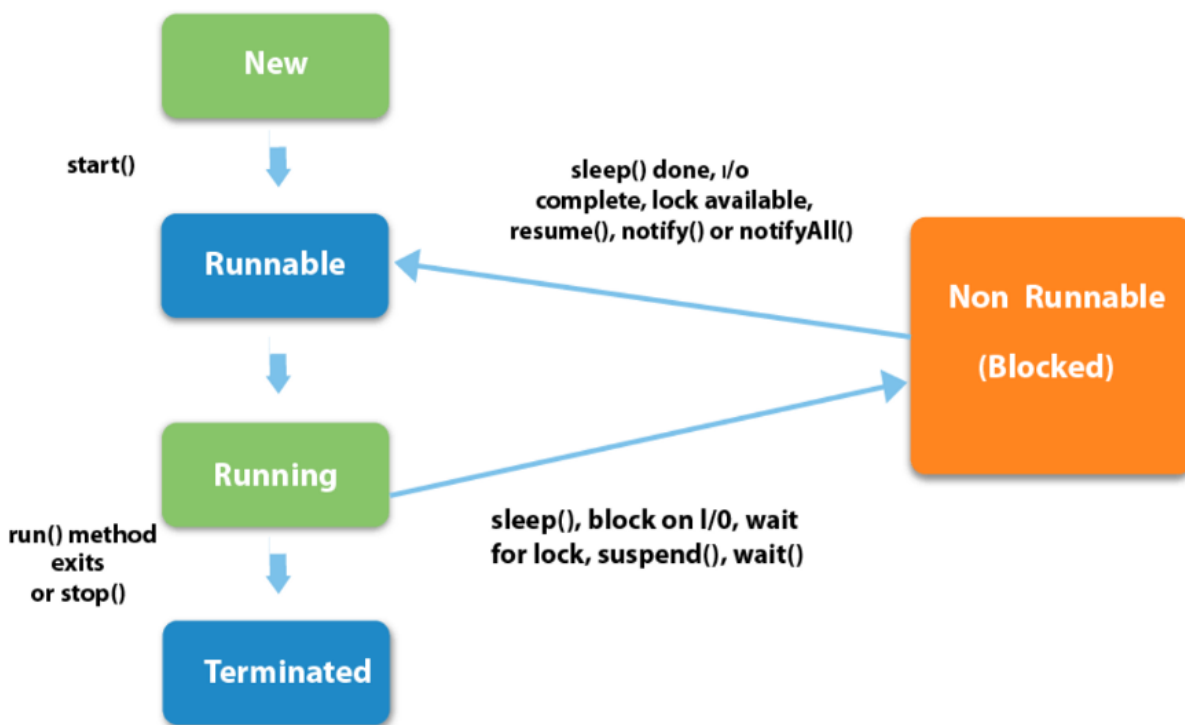 New
start()
sleep() done, I/o
complete, lock available,
resume(), notify() or notifyAll()
Runnable
Non Runnable
(Blocked)
Running
sleep(), block on I/0, wait
for lock, suspend(), wait()
run() method
exits
or stop()
Terminated